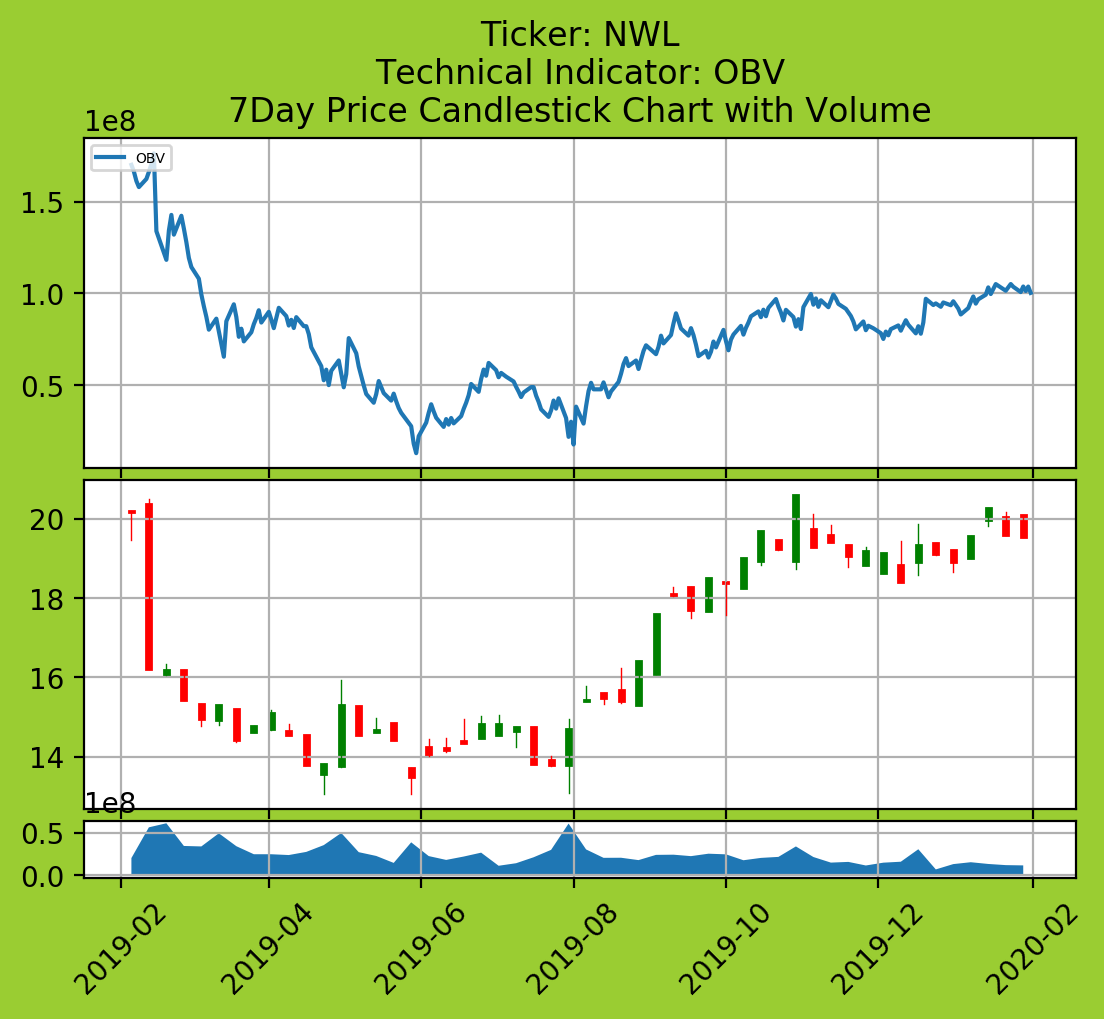 Ticker: NWL
Technical Indicator: OBV
7Day Price Candlestick Chart with Volume
1e8
OBV
1.5
1.0
0.5
20
18
16
14
1e8
0.5
0.0
2019-02
2019-04
2019-06
2019-08
2019-10
2019-12
2020-02